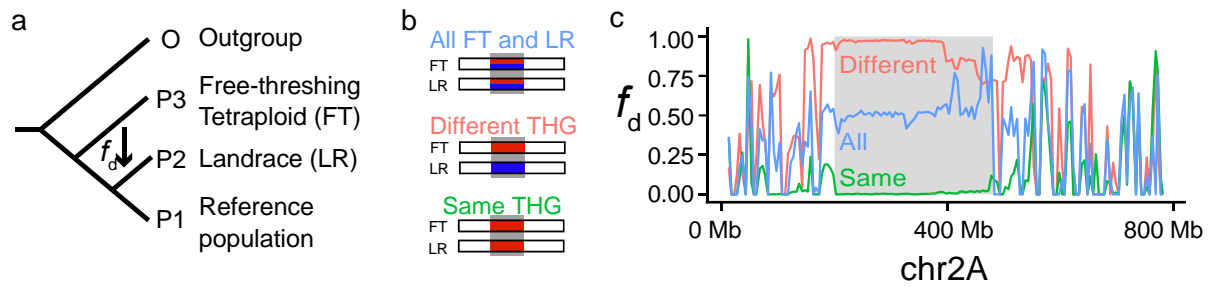 a
O Outgroup
P3 Free-threshing
Tetraploid (FT)
fd
P2 Landrace (LR)
P1 Reference
population
b
All FT and LR
FT
LR
Different THG
FT
LR
Same THG
FT
LR
c
fd
1.00
0.75
0.50
0.25
0.00
Different
All
Same
0 Mb 400 Mb 800 Mb
chr2A